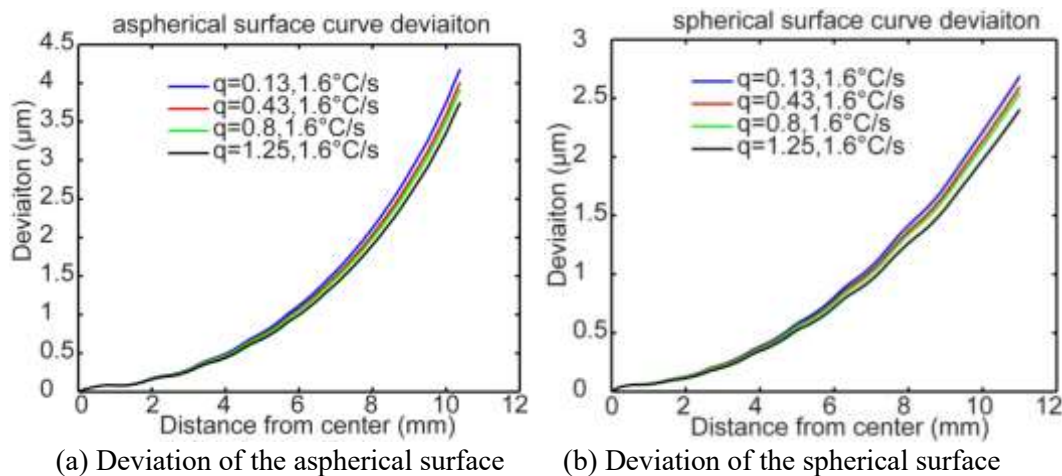 aspherical surface curve deviaiton
4.5
4
3.5
3
2.5
2
1.5
1
0.5
0
Deviaiton (μm)
q=0.13,1.6°C/s
q=0.43,1.6°C/s
q=0.8,1.6°C/s
q=1.25,1.6°C/s
0 2 4 6 8 10 12
Distance from center (mm)
(a) Deviation of the aspherical surface
spherical surface curve deviaiton
3
2.5
2
1.5
1
0.5
0
Deviaiton (μm)
q=0.13,1.6°C/s
q=0.43,1.6°C/s
q=0.8,1.6°C/s
q=1.25,1.6°C/s
0 2 4 6 8 10 12
Distance from center (mm)
(b) Deviation of the spherical surface